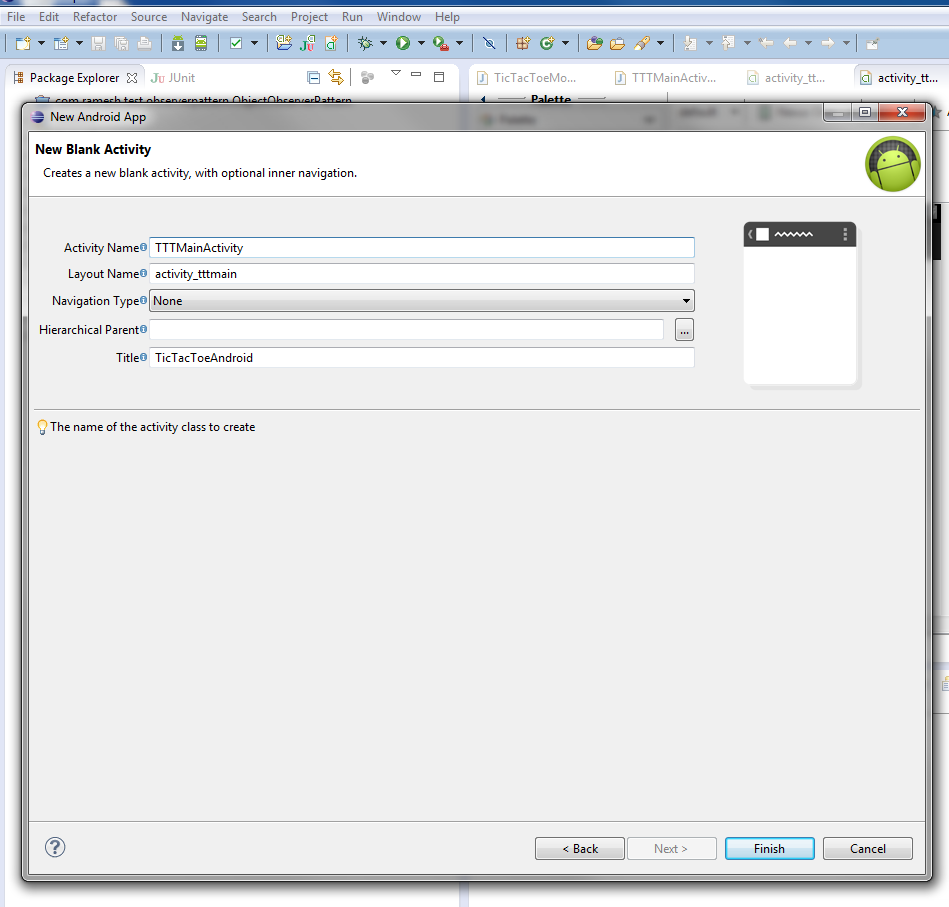 File Edit Refactor Source Navigate Search Project Run Window Help
Package Explorer JUnit TicTacToeMo... TTTMainActiv... activity_tt... activity_tt...
com.ramesh.test.observerpattern.ObjectObserverPattern Palette
New Android App
New Blank Activity
Creates a new blank activity, with optional inner navigation.
Activity Name TTTMainActivity
Layout Name activity_tttmain
Navigation Type None
Hierarchical Parent ...
Title TicTacToeAndroid
The name of the activity class to create
? < Back Next > Finish Cancel